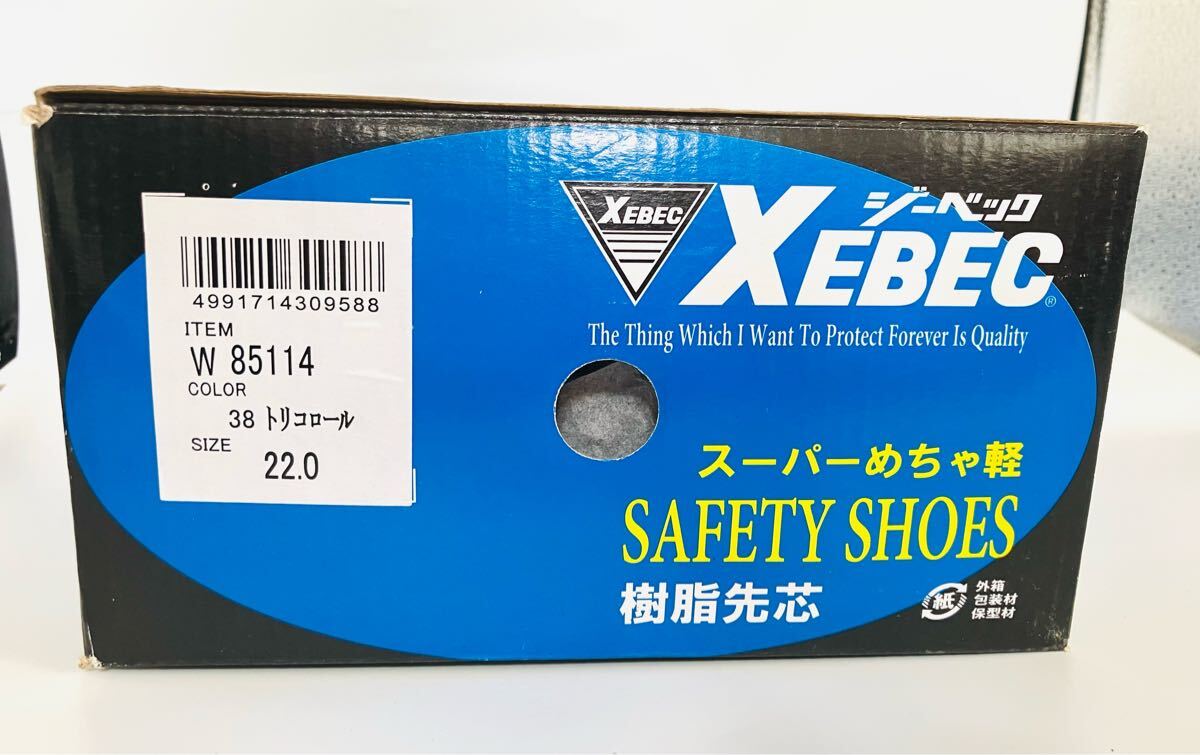 4991714309588
ITEM
W 85114
COLOR
38 トリコロール
SIZE
22.0
XEBEC
ジーベック
XEBEC®
The Thing Which I Want To Protect Forever Is Quality
スーパーめちゃ軽
SAFETY SHOES
樹脂先芯
紙
外箱
包装材
保型材